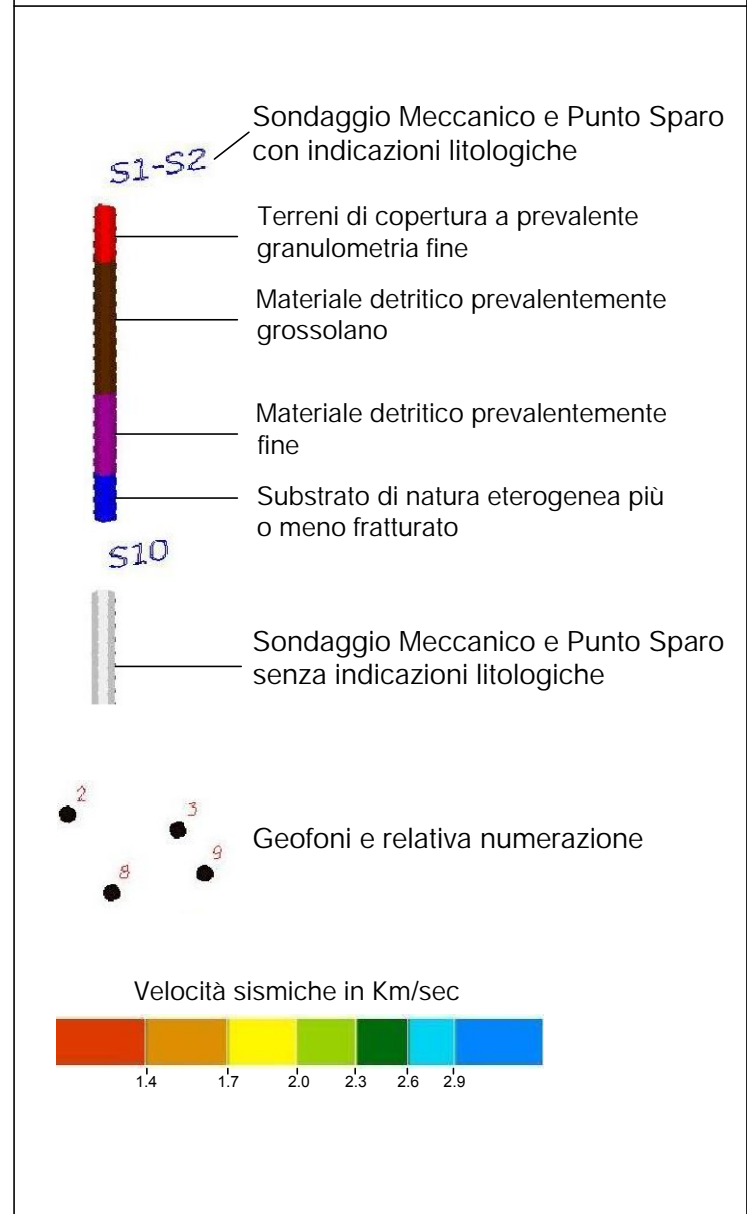 Sondaggio Meccanico e Punto Sparo
con indicazioni litologiche
S1-S2
Terreni di copertura a prevalente
granulometria fine
Materiale detritico prevalentemente
grossolano
Materiale detritico prevalentemente
fine
Substrato di natura eterogenea più
o meno fratturato
S10
Sondaggio Meccanico e Punto Sparo
senza indicazioni litologiche
2
3
9
8
Geofoni e relativa numerazione
Velocità sismiche in Km/sec
1.4 1.7 2.0 2.3 2.6 2.9